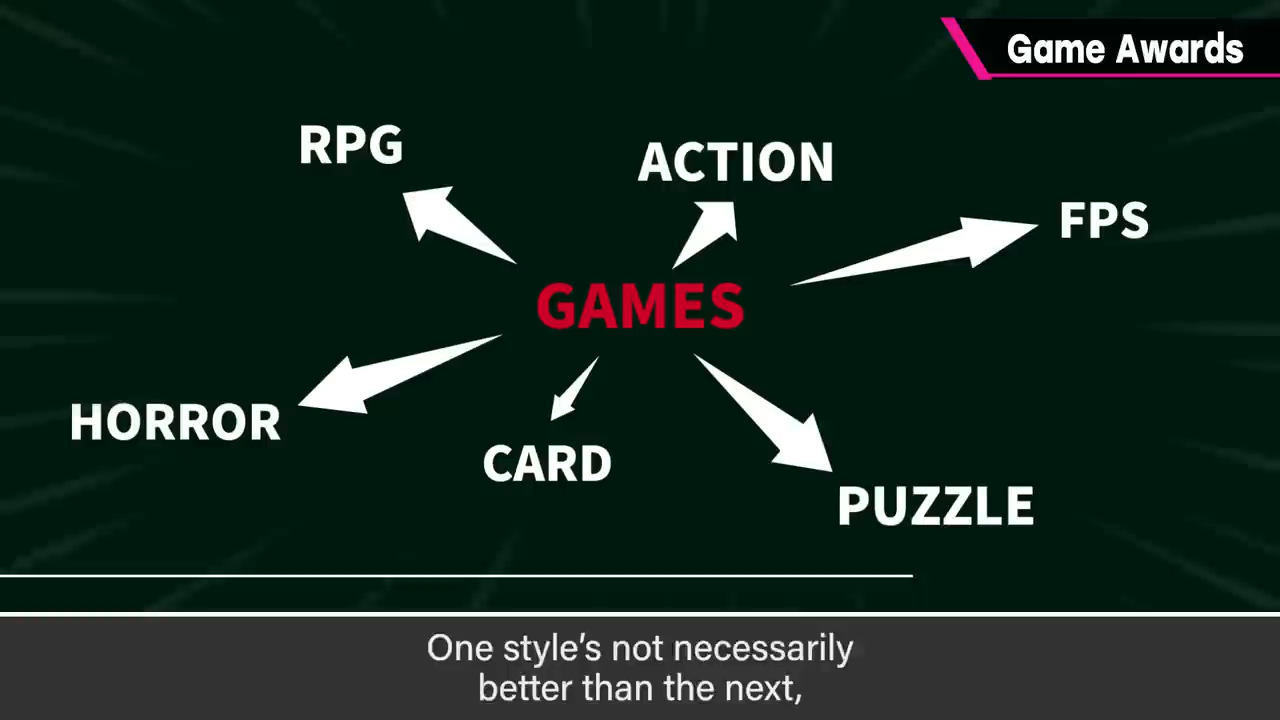 Game Awards
RPG
ACTION
FPS
GAMES
HORROR
CARD
PUZZLE
One style’s not necessarily
better than the next,